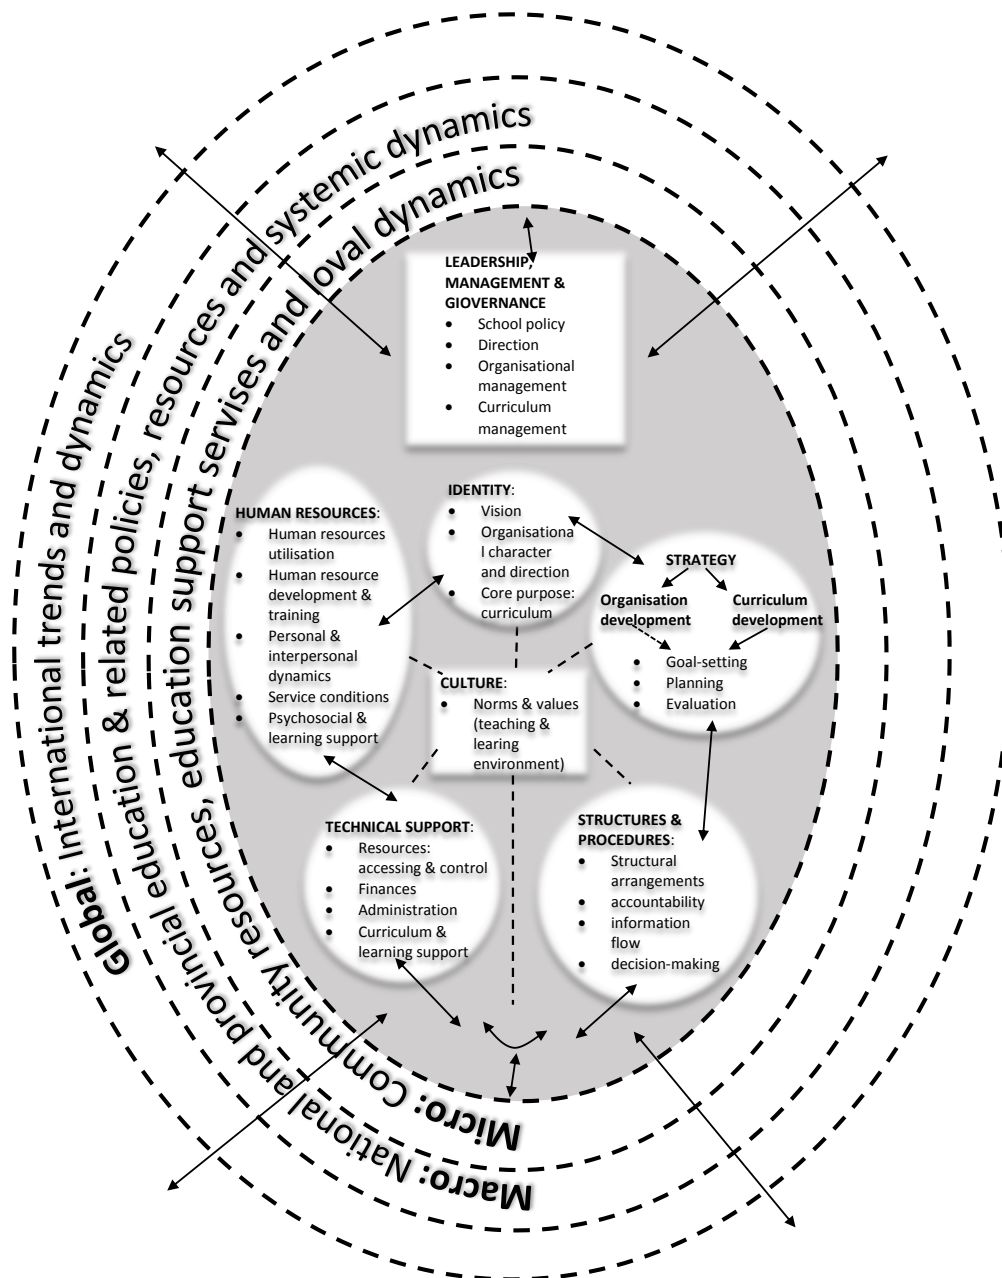 Global: International trends and dynamics
Macro: National and provincial education & related policies, resources and systemic dynamics
Micro: Community resources, education support servises and loval dynamics
LEADERSHIP,
MANAGEMENT &
GIOVERNANCE
• School policy
• Direction
• Organisational
management
• Curriculum
management
IDENTITY:
• Vision
• Organisationa
l character
and direction
• Core purpose:
curriculum
HUMAN RESOURCES:
• Human resources
utilisation
• Human resource
development &
training
• Personal &
interpersonal
dynamics
• Service conditions
• Psychosocial &
learning support
STRATEGY
Organisation
development
Curriculum
development
• Goal-setting
• Planning
• Evaluation
CULTURE:
• Norms & values
(teaching &
learing
environment)
TECHNICAL SUPPORT:
• Resources:
accessing & control
• Finances
• Administration
• Curriculum &
learning support
STRUCTURES &
PROCEDURES:
• Structural
arrangements
• accountability
• information
flow
• decision-making